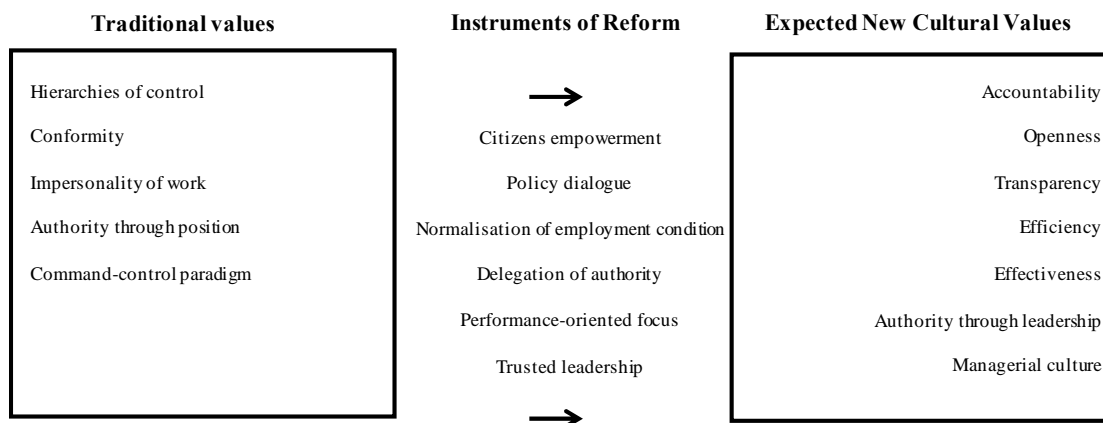 Traditional values
Instruments of Reform
Expected New Cultural Values
Hierarchies of control
Conformity
Impersonality of work
Authority through position
Command-control paradigm
Citizens empowerment
Policy dialogue
Normalisation of employment condition
Delegation of authority
Performance-oriented focus
Trusted leadership
Accountability
Openness
Transparency
Efficiency
Effectiveness
Authority through leadership
Managerial culture